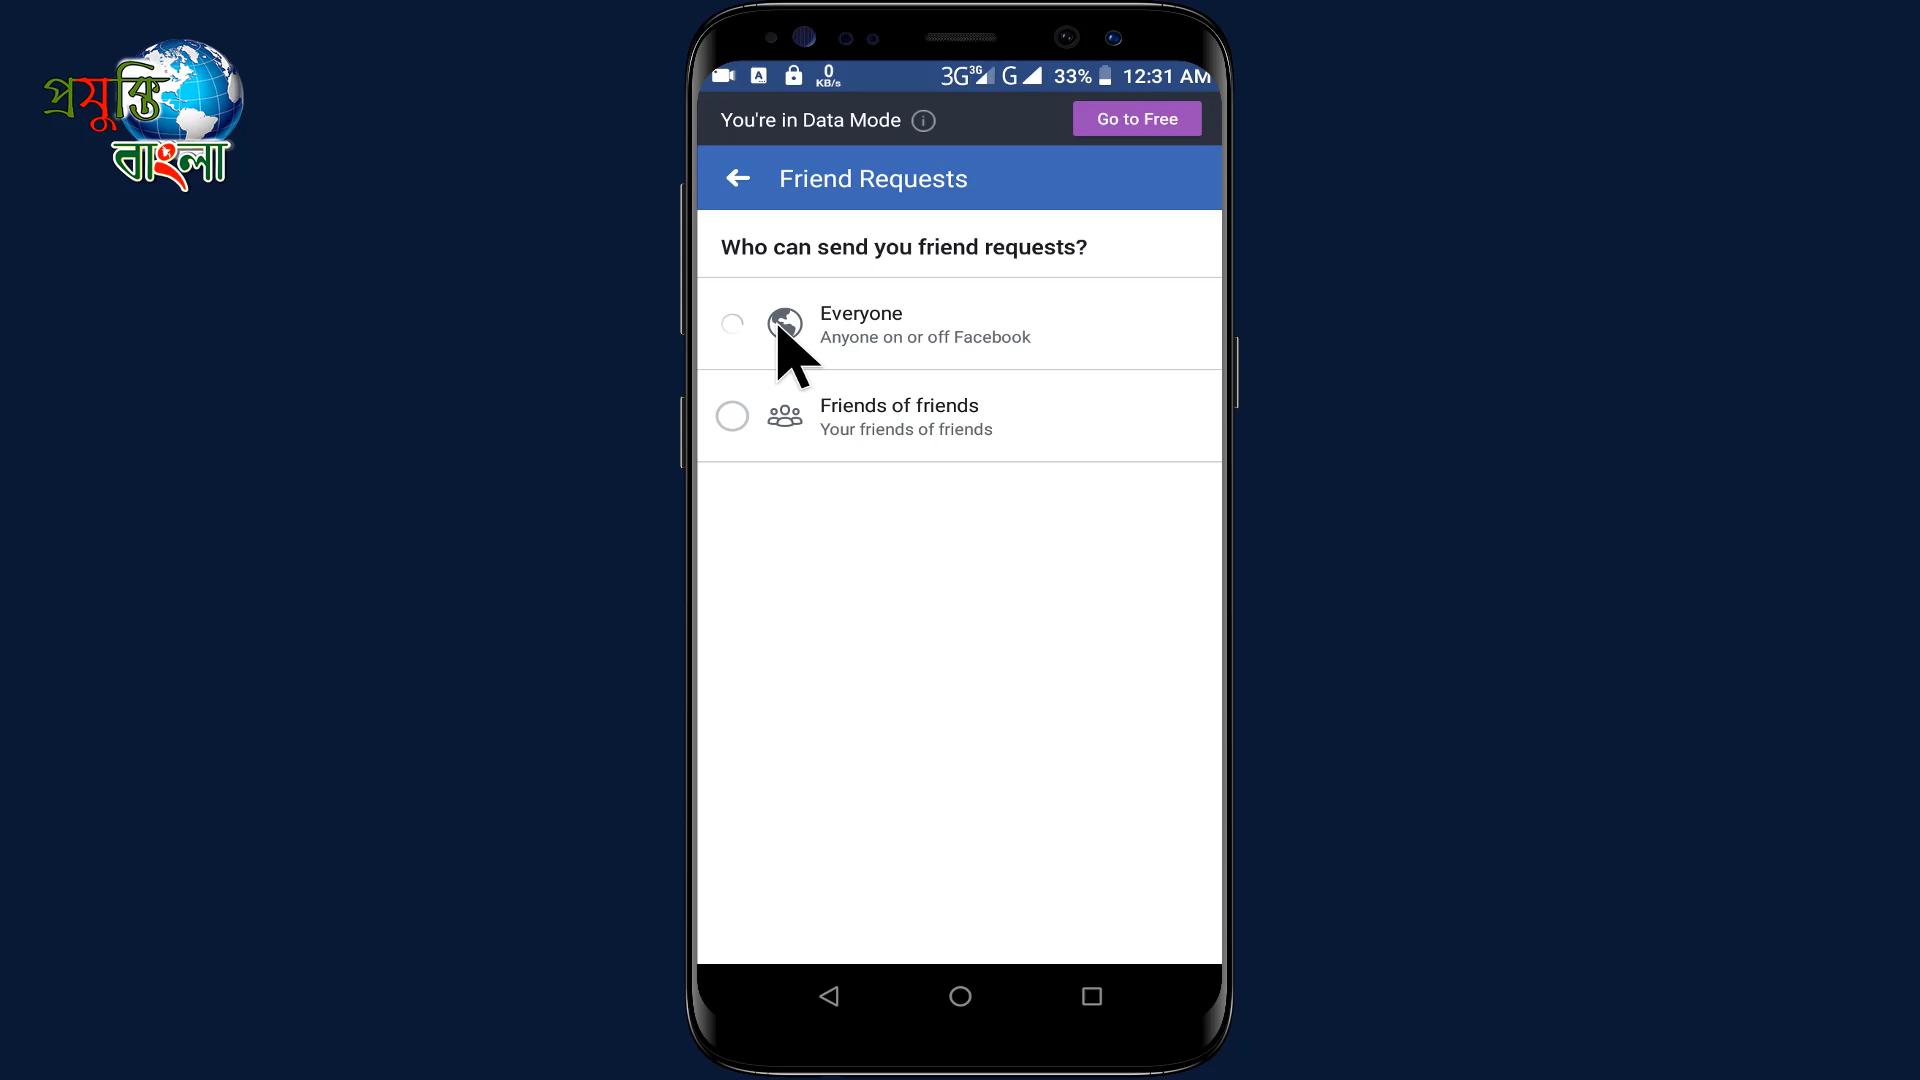 প্রযুক্তি
বাংলা
A
0
KB/s
3G
3G
G
33%
12:31 AM
You're in Data Mode
Go to Free
Friend Requests
Who can send you friend requests?
Everyone
Anyone on or off Facebook
Friends of friends
Your friends of friends